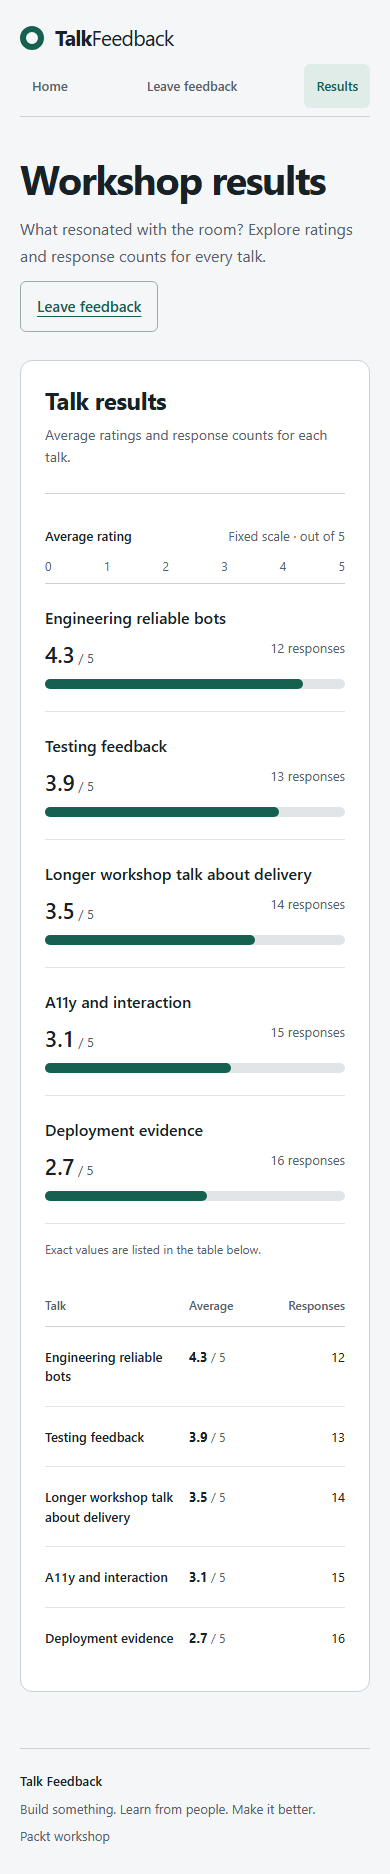 TalkFeedback
Home Leave feedback Results
Workshop results
What resonated with the room? Explore ratings
and response counts for every talk.
Leave feedback
Talk results
Average ratings and response counts for each
talk.
Average rating Fixed scale · out of 5
0 1 2 3 4 5
Engineering reliable bots
4.3 / 5 12 responses
Testing feedback
3.9 / 5 13 responses
Longer workshop talk about delivery
3.5 / 5 14 responses
A11y and interaction
3.1 / 5 15 responses
Deployment evidence
2.7 / 5 16 responses
Exact values are listed in the table below.
Talk Average Responses
Engineering reliable 4.3 / 5 12
bots
Testing feedback 3.9 / 5 13
Longer workshop talk 3.5 / 5 14
about delivery
A11y and interaction 3.1 / 5 15
Deployment evidence 2.7 / 5 16
Talk Feedback
Build something. Learn from people. Make it better.
Packt workshop